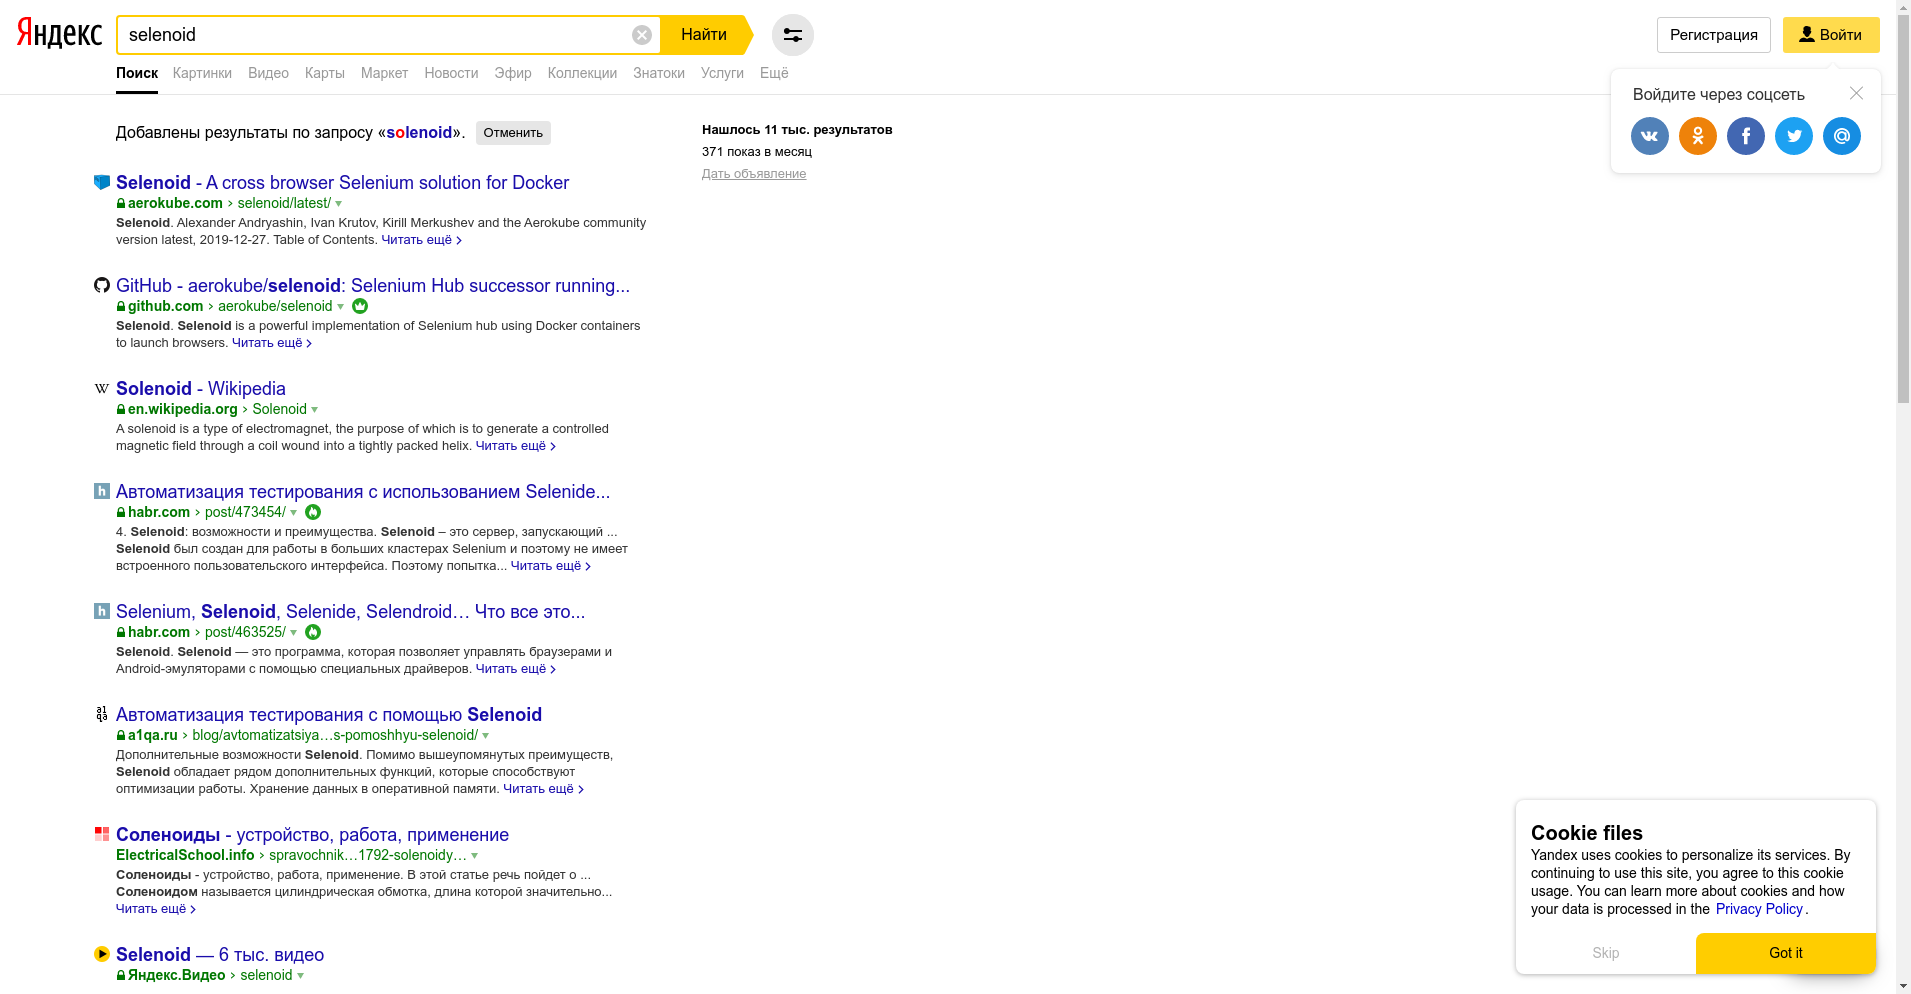 Яндекс
selenoid
Найти
Регистрация
Войти
Поиск Картинки Видео Карты Маркет Новости Эфир Коллекции Знатоки Услуги Ещё
Войдите через соцсеть
Добавлены результаты по запросу «solenoid». Отменить
Нашлось 11 тыс. результатов
371 показ в месяц
Дать объявление
Selenoid - A cross browser Selenium solution for Docker
aerokube.com › selenoid/latest/
Selenoid. Alexander Andryashin, Ivan Krutov, Kirill Merkushev and the Aerokube community
version latest, 2019-12-27. Table of Contents. Читать ещё ›
GitHub - aerokube/selenoid: Selenium Hub successor running...
github.com › aerokube/selenoid
Selenoid. Selenoid is a powerful implementation of Selenium hub using Docker containers
to launch browsers. Читать ещё ›
W Solenoid - Wikipedia
en.wikipedia.org › Solenoid
A solenoid is a type of electromagnet, the purpose of which is to generate a controlled
magnetic field through a coil wound into a tightly packed helix. Читать ещё ›
h Автоматизация тестирования с использованием Selenide...
habr.com › post/473454/
4. Selenoid: возможности и преимущества. Selenoid – это сервер, запускающий ...
Selenoid был создан для работы в больших кластерах Selenium и поэтому не имеет
встроенного пользовательского интерфейса. Поэтому попытка... Читать ещё ›
h Selenium, Selenoid, Selenide, Selendroid… Что все это...
habr.com › post/463525/
Selenoid. Selenoid — это программа, которая позволяет управлять браузерами и
Android-эмуляторами с помощью специальных драйверов. Читать ещё ›
a1qa Автоматизация тестирования с помощью Selenoid
a1qa.ru › blog/avtomatizatsiya…s-pomoshhyu-selenoid/
Дополнительные возможности Selenoid. Помимо вышеупомянутых преимуществ,
Selenoid обладает рядом дополнительных функций, которые способствуют
оптимизации работы. Хранение данных в оперативной памяти. Читать ещё ›
Соленоиды - устройство, работа, применение
ElectricalSchool.info › spravochnik…1792-solenoidy…
Соленоиды - устройство, работа, применение. В этой статье речь пойдет о ...
Соленоидом называется цилиндрическая обмотка, длина которой значительно...
Читать ещё ›
Selenoid — 6 тыс. видео
Яндекс.Видео › selenoid
Cookie files
Yandex uses cookies to personalize its services. By
continuing to use this site, you agree to this cookie
usage. You can learn more about cookies and how
your data is processed in the Privacy Policy.
Skip
Got it